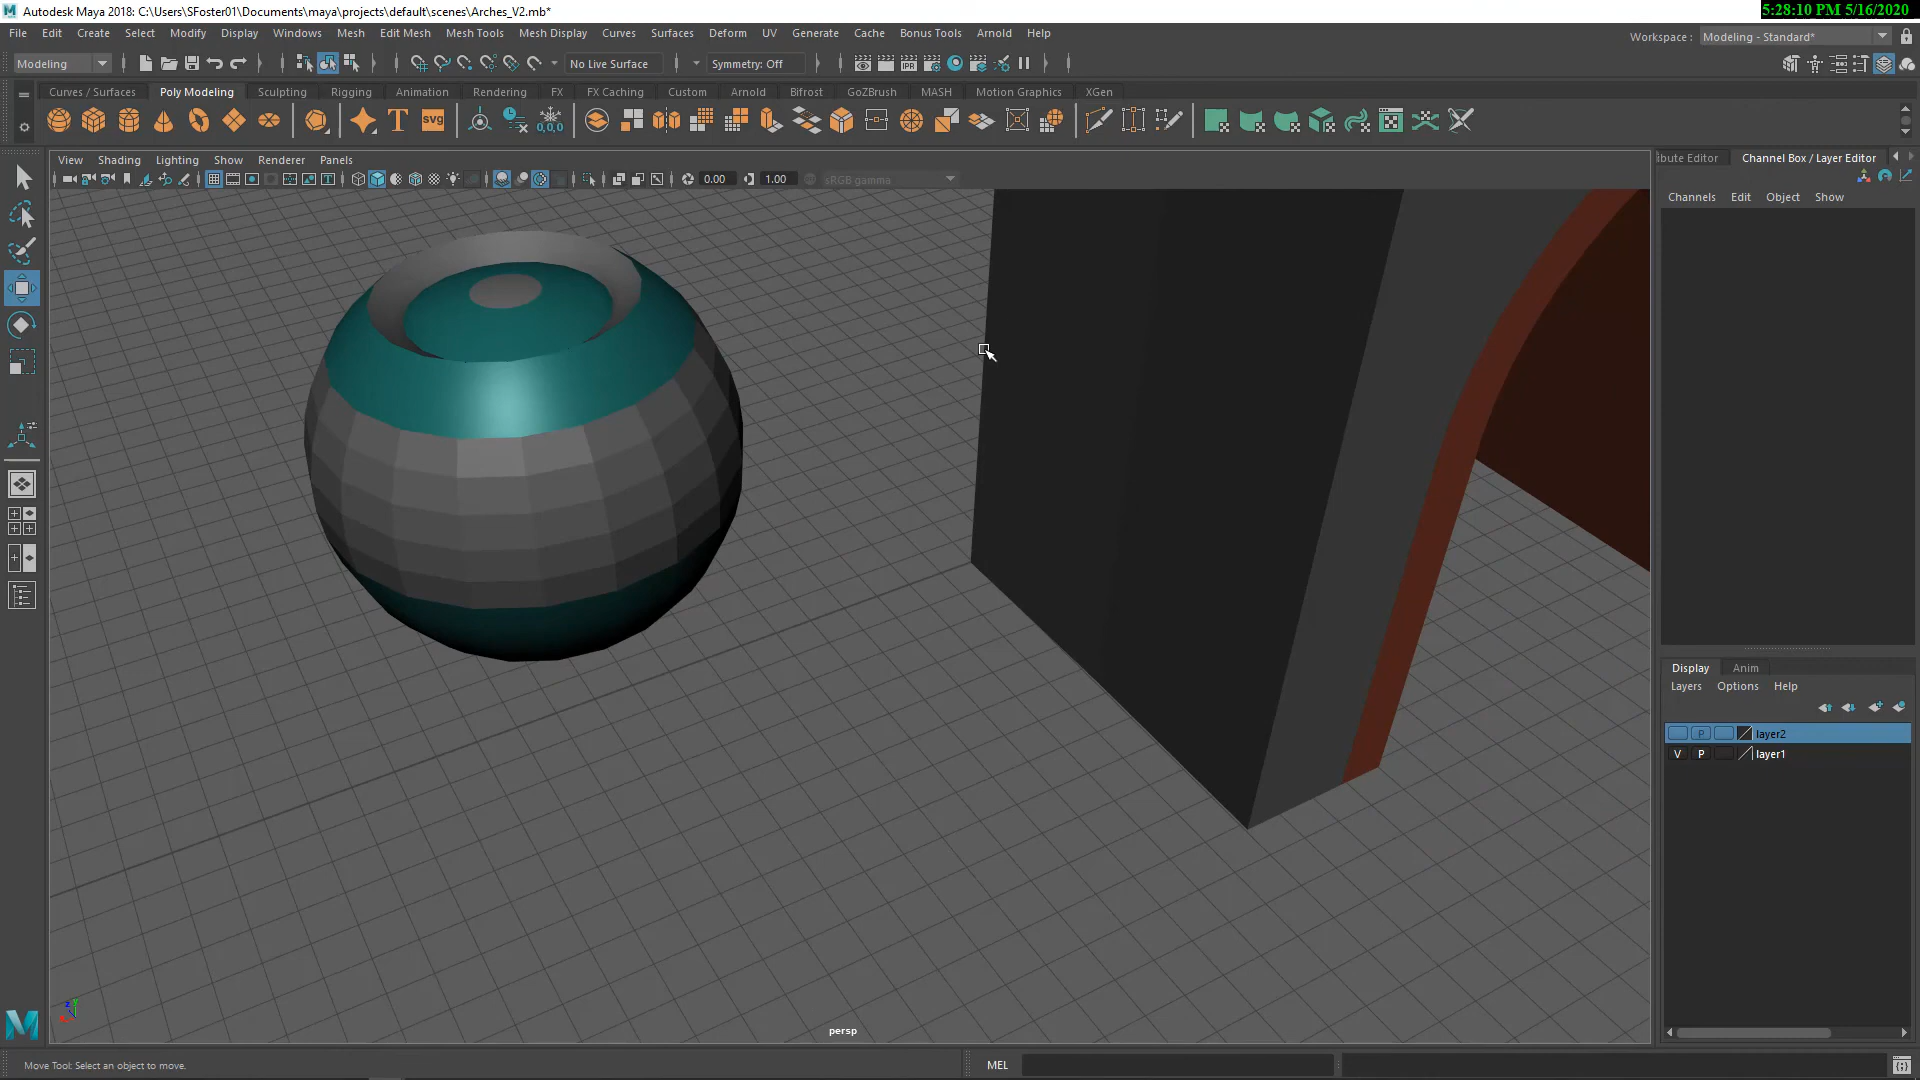 Autodesk Maya 2018: C:\Users\SFoster01\Documents\maya\projects\default\scenes\Arches_V2.mb*
5:28:10 PM 5/16/2020
File Edit Create Select Modify Display Windows Mesh Edit Mesh Mesh Tools Mesh Display Curves Surfaces Deform UV Generate Cache Bonus Tools Arnold Help
Workspace : Modeling - Standard*
Modeling No Live Surface Symmetry: Off IPR
Curves / Surfaces Poly Modeling Sculpting Rigging Animation Rendering FX FX Caching Custom Arnold Bifrost GoZBrush MASH Motion Graphics XGen
T svg 0,0,0
View Shading Lighting Show Renderer Panels
0.00 1.00 sRGB gamma
ibute Editor Channel Box / Layer Editor
Channels Edit Object Show
Display Anim
Layers Options Help
P layer2
V P layer1
persp
Move Tool: Select an object to move.
MEL